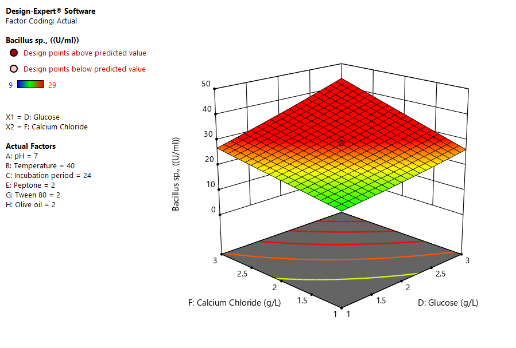 Design-Expert® Software
Factor Coding: Actual
Bacillus sp., ((U/ml))
Design points above predicted value
Design points below predicted value
9 29
X1 = D: Glucose
X2 = F: Calcium Chloride
Actual Factors
A: pH = 7
B: Temperature = 40
C: Incubation period = 24
E: Peptone = 2
G: Tween 80 = 2
H: Olive oil = 2
Bacillus sp., ((U/ml))
50
40
30
20
10
0
3
2.5
2
1.5
1
F: Calcium Chloride (g/L)
1
1.5
2
2.5
3
D: Glucose (g/L)